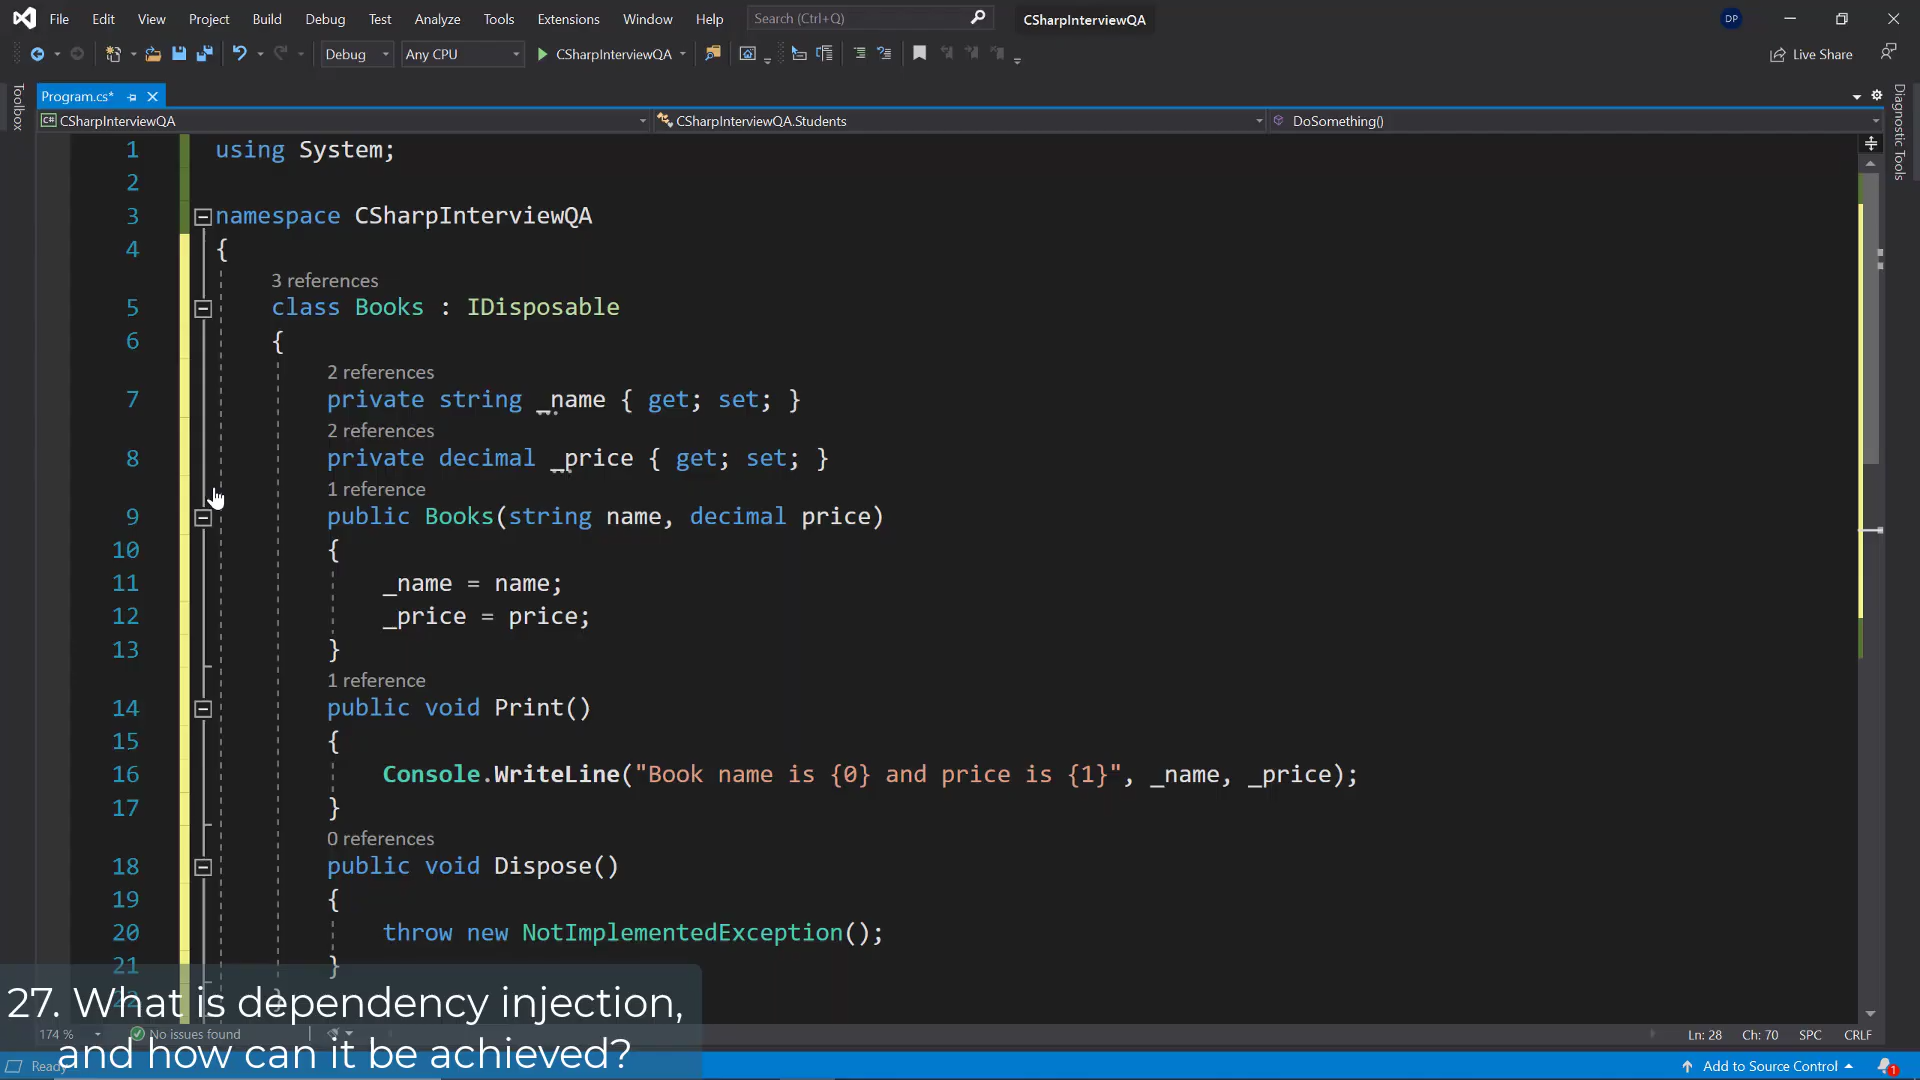 File Edit View Project Build Debug Test Analyze Tools Extensions Window Help Search (Ctrl+Q) CSharpInterviewQA DP
Debug Any CPU CSharpInterviewQA Live Share
Toolbox
Program.cs*
Diagnostic Tools
C# CSharpInterviewQA CSharpInterviewQA.Students DoSomething()
1 using System;
2
3 namespace CSharpInterviewQA
4 {
3 references
5 class Books : IDisposable
6 {
2 references
7 private string _name { get; set; }
2 references
8 private decimal _price { get; set; }
1 reference
9 public Books(string name, decimal price)
10 {
11 _name = name;
12 _price = price;
13 }
1 reference
14 public void Print()
15 {
16 Console.WriteLine("Book name is {0} and price is {1}", _name, _price);
17 }
0 references
18 public void Dispose()
19 {
20 throw new NotImplementedException();
21 }
22 }
27. What is dependency injection,
and how can it be achieved?
174 % No issues found Ln: 28 Ch: 70 SPC CRLF
Ready Add to Source Control 1